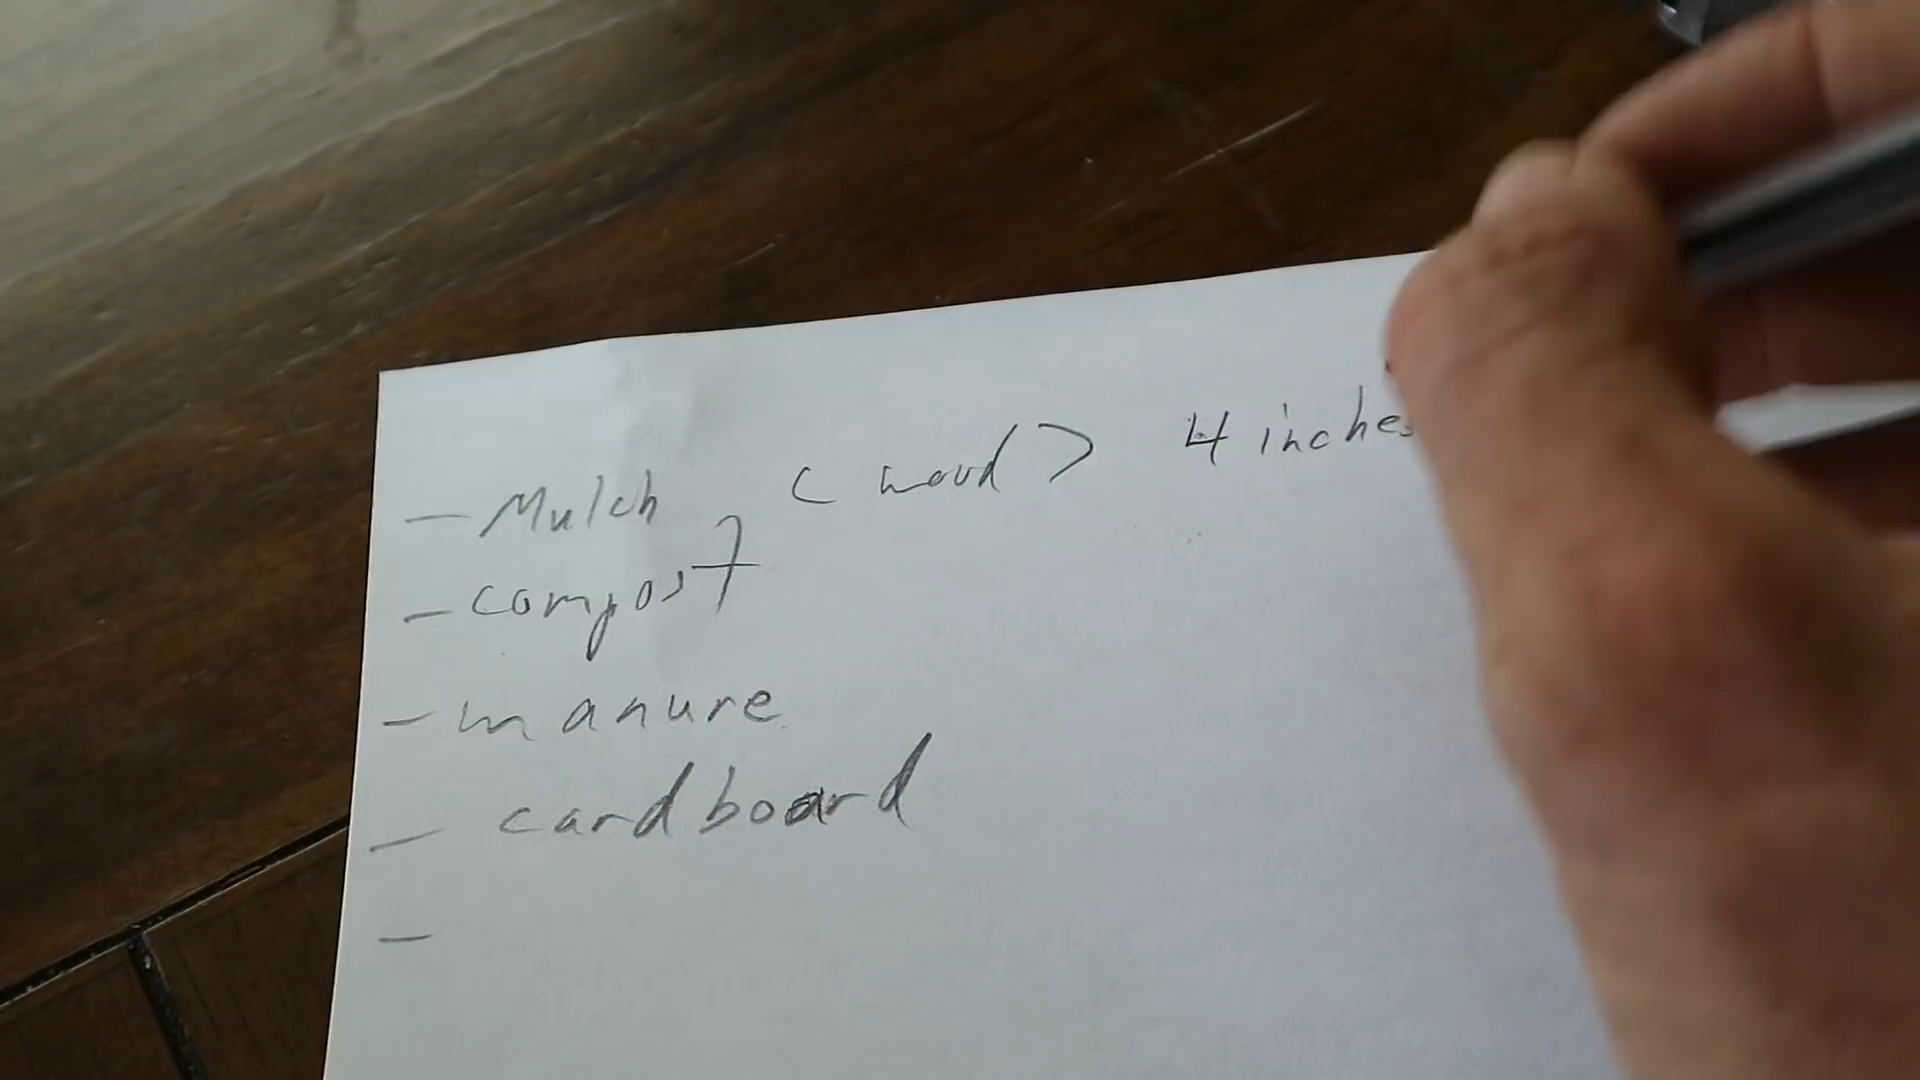 - Mulch (wood) 4 inches
- compost
- manure
- cardboard
-